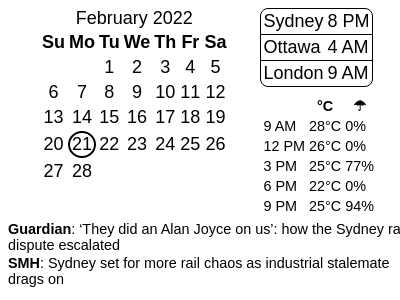 February 2022
Su Mo Tu We Th Fr Sa
1 2 3 4 5
6 7 8 9 10 11 12
13 14 15 16 17 18 19
20 21 22 23 24 25 26
27 28
Sydney 8 PM
Ottawa 4 AM
London 9 AM
°C ☂
9 AM 28°C 0%
12 PM 26°C 0%
3 PM 25°C 77%
6 PM 22°C 0%
9 PM 25°C 94%
Guardian: ‘They did an Alan Joyce on us’: how the Sydney ra
dispute escalated
SMH: Sydney set for more rail chaos as industrial stalemate
drags on